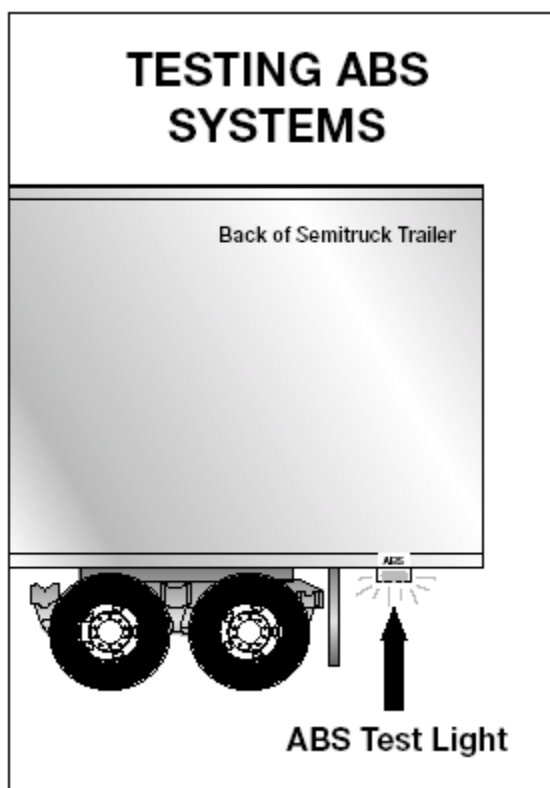 TESTING ABS
SYSTEMS
Back of Semitruck Trailer
ABS
ABS Test Light